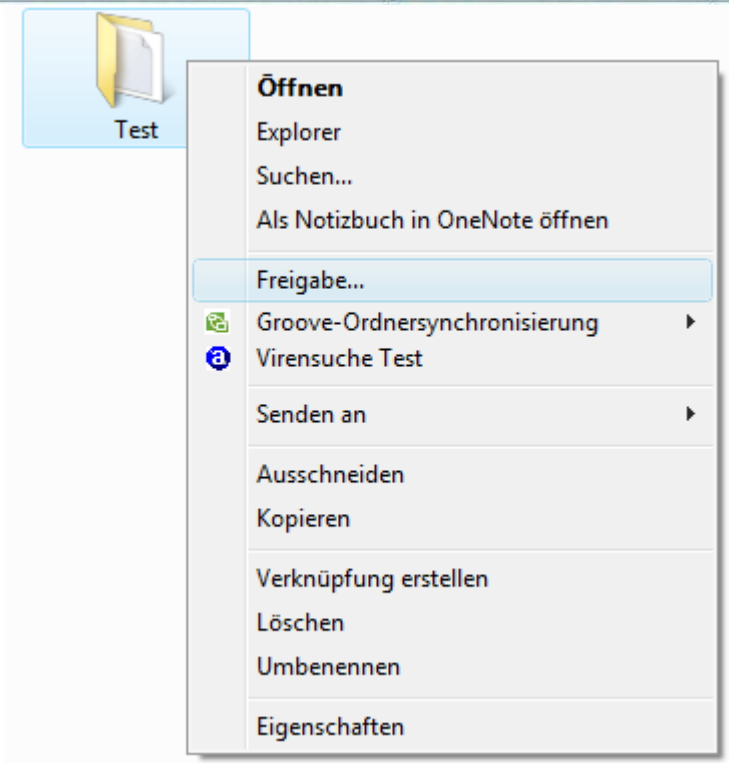 Test
Öffnen
Explorer
Suchen...
Als Notizbuch in OneNote öffnen
Freigabe...
Groove-Ordnersynchronisierung
Virensuche Test
Senden an
Ausschneiden
Kopieren
Verknüpfung erstellen
Löschen
Umbenennen
Eigenschaften